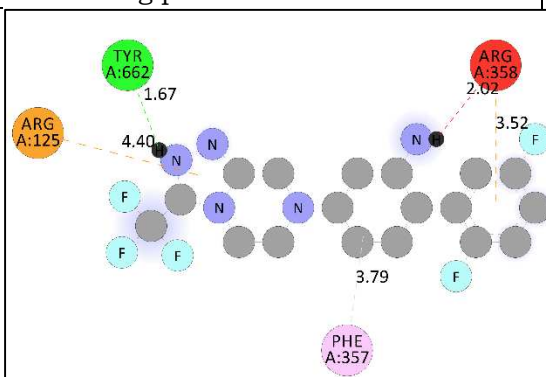 TYR
A:662
ARG
A:358
1.67
2.02
ARG
A:125
4.40
H
N
N
N
H
3.52
F
F
N
N
F
F
F
F
3.79
PHE
A:357